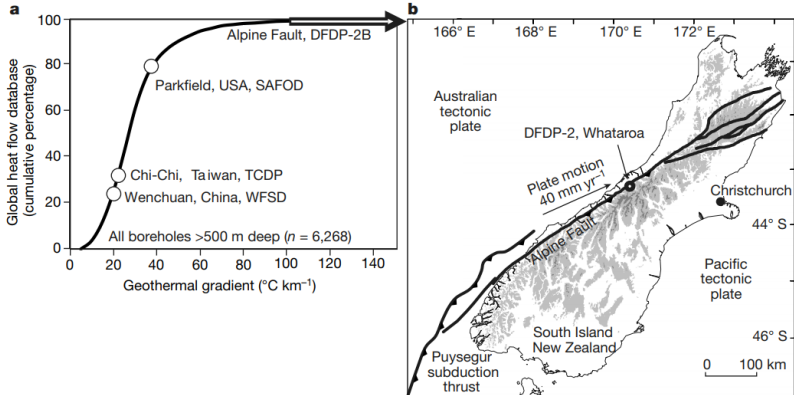 a
Global heat flow database
(cumulative percentage)
100
80
60
40
20
0
Alpine Fault, DFDP-2B
Parkfield, USA, SAFOD
Chi-Chi, Taiwan, TCDP
Wenchuan, China, WFSD
All boreholes >500 m deep (n = 6,268)
0 20 40 60 80 100 120 140
Geothermal gradient (°C km⁻¹)
b
166° E 168° E 170° E 172° E
Australian
tectonic
plate
DFDP-2, Whataroa
Plate motion
40 mm yr⁻¹
Alpine Fault
Christchurch
44° S
Pacific
tectonic
plate
South Island
New Zealand
46° S
Puysegur
subduction
thrust
0 100 km